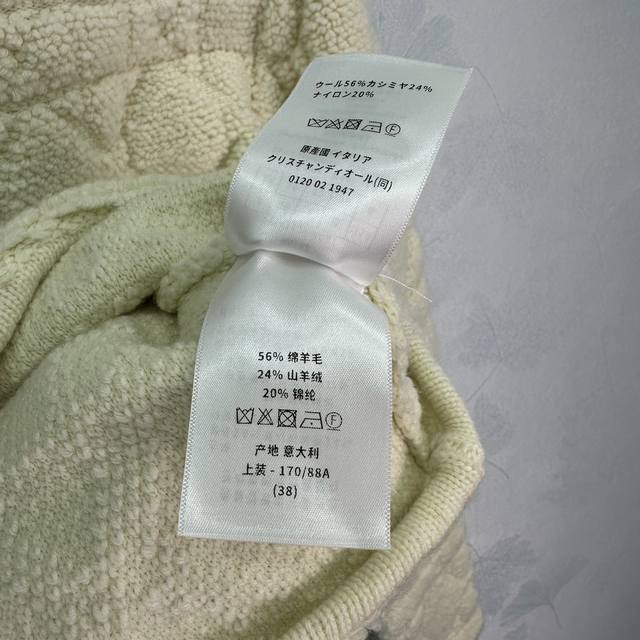 ウール56%カシミヤ24%
ナイロン20%
原産國 イタリア
クリスチャンディオール(同)
0120 02 1947
56% 绵羊毛
24% 山羊绒
20% 锦纶
产地 意大利
上装 - 170/88A
(38)